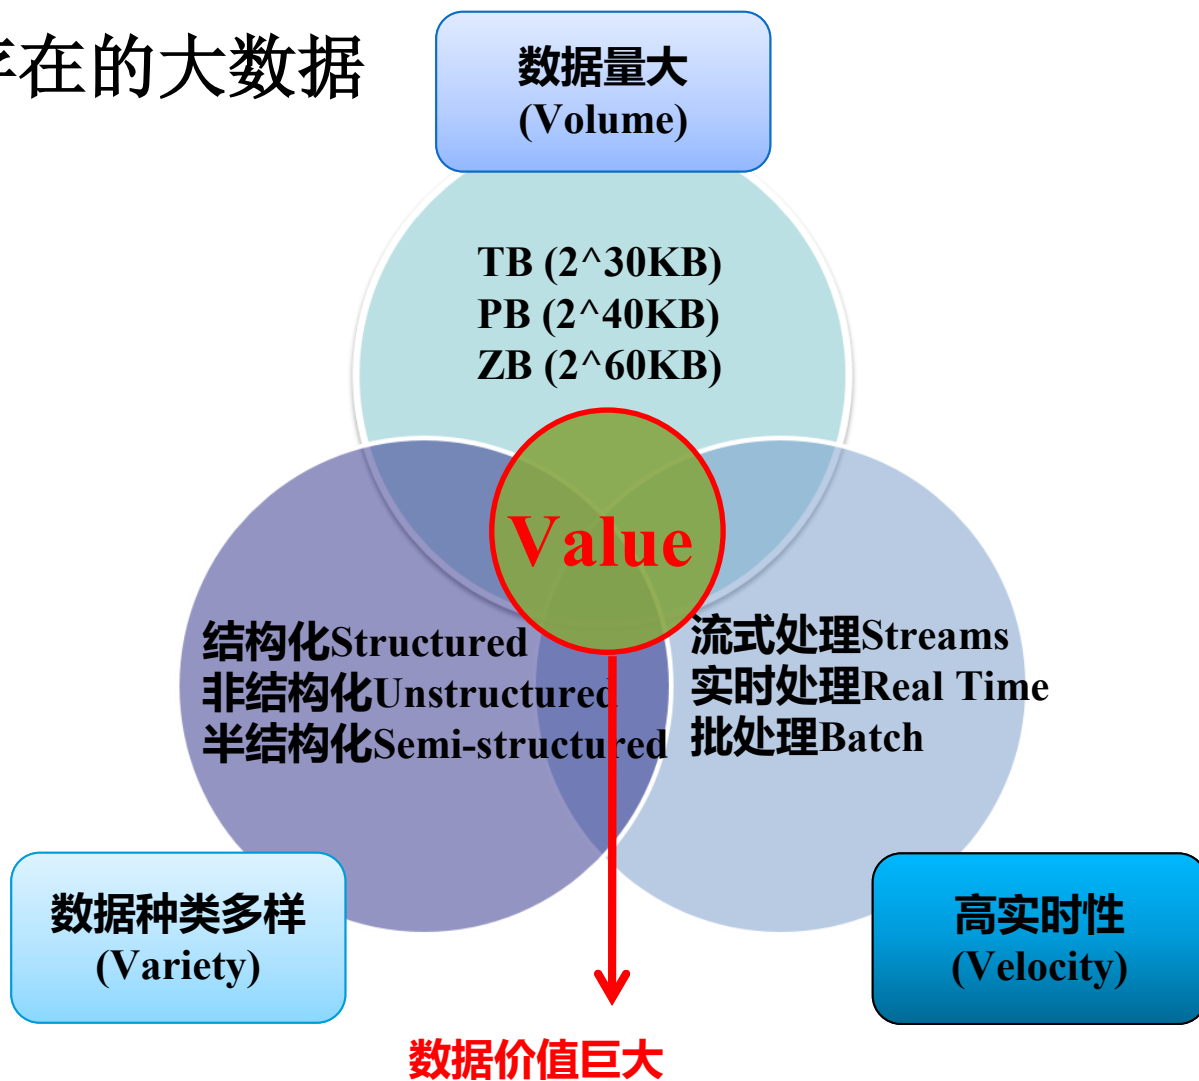 在的大数据
数据量大
(Volume)
TB (2^30KB)
PB (2^40KB)
ZB (2^60KB)
Value
结构化Structured
非结构化Unstructured
半结构化Semi-structured
流式处理Streams
实时处理Real Time
批处理Batch
数据种类多样
(Variety)
高实时性
(Velocity)
数据价值巨大